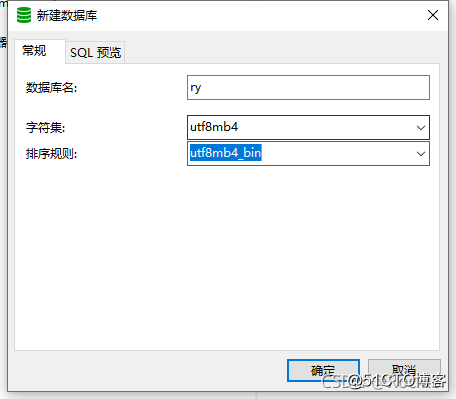 新建数据库
常规
SQL 预览
数据库名:
ry
字符集:
utf8mb4
排序规则:
utf8mb4_bin
确定
取消
@51CTO博客